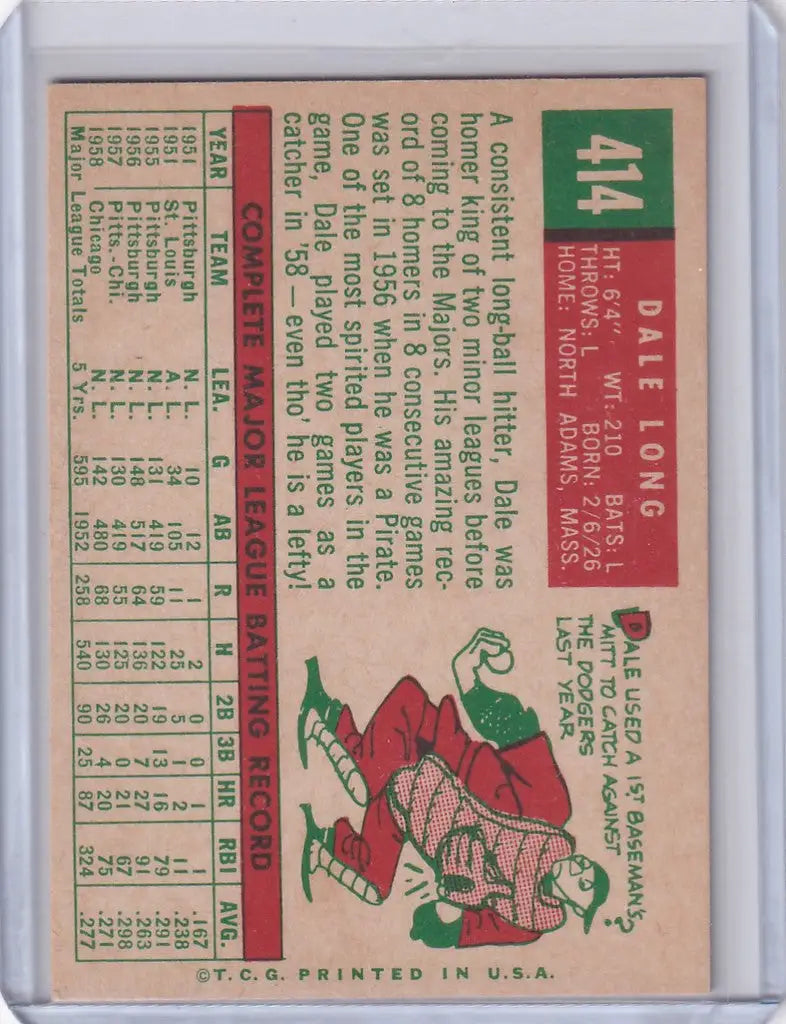 414
DALE LONG
HT: 6'4" WT: 210 BATS: L
THROWS: L BORN: 2/6/26
HOME: NORTH ADAMS, MASS.
DALE USED A 1ST BASEMAN'S
MITT TO CATCH AGAINST
THE DODGERS
LAST YEAR
?
A consistent long-ball hitter, Dale was
homer king of two minor leagues before
coming to the Majors. His amazing rec-
ord of 8 homers in 8 consecutive games
was set in 1956 when he was a Pirate.
One of the most spirited players in the
game, Dale played two games as a
catcher in '58—even tho' he is a lefty!
COMPLETE MAJOR LEAGUE BATTING RECORD
YEAR TEAM LEA. G AB R H 2B 3B HR RBI AVG.
1951 Pittsburgh N. L. 10 12 1 2 0 0 1 1 .167
1951 St. Louis A. L. 34 105 11 25 5 1 2 11 .238
1955 Pittsburgh N. L. 131 419 59 122 19 13 16 79 .291
1956 Pittsburgh N. L. 148 517 64 136 20 7 27 91 .263
1957 Pitts.-Chi. N. L. 130 419 55 125 20 0 21 67 .298
1958 Chicago N. L. 142 480 68 130 26 4 20 75 .271
Major League Totals 5 Yrs. 595 1952 258 540 90 25 87 324 .277
©T. C. G. PRINTED IN U.S.A.